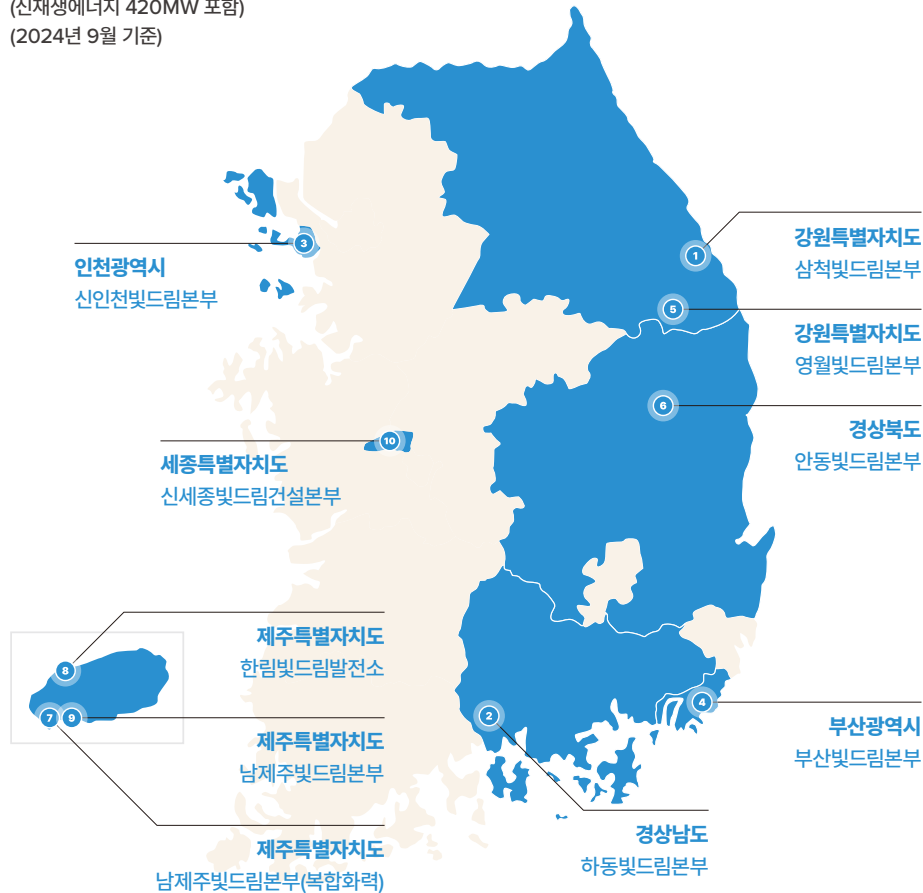 (신재생에너지 420MW 포함)
(2024년 9월 기준)
3
인천광역시
신인천빛드림본부
1
강원특별자치도
삼척빛드림본부
5
강원특별자치도
영월빛드림본부
6
경상북도
안동빛드림본부
10
세종특별자치도
신세종빛드림건설본부
8
제주특별자치도
한림빛드림발전소
7
9
제주특별자치도
남제주빛드림본부
제주특별자치도
남제주빛드림본부(복합화력)
2
경상남도
하동빛드림본부
4
부산광역시
부산빛드림본부